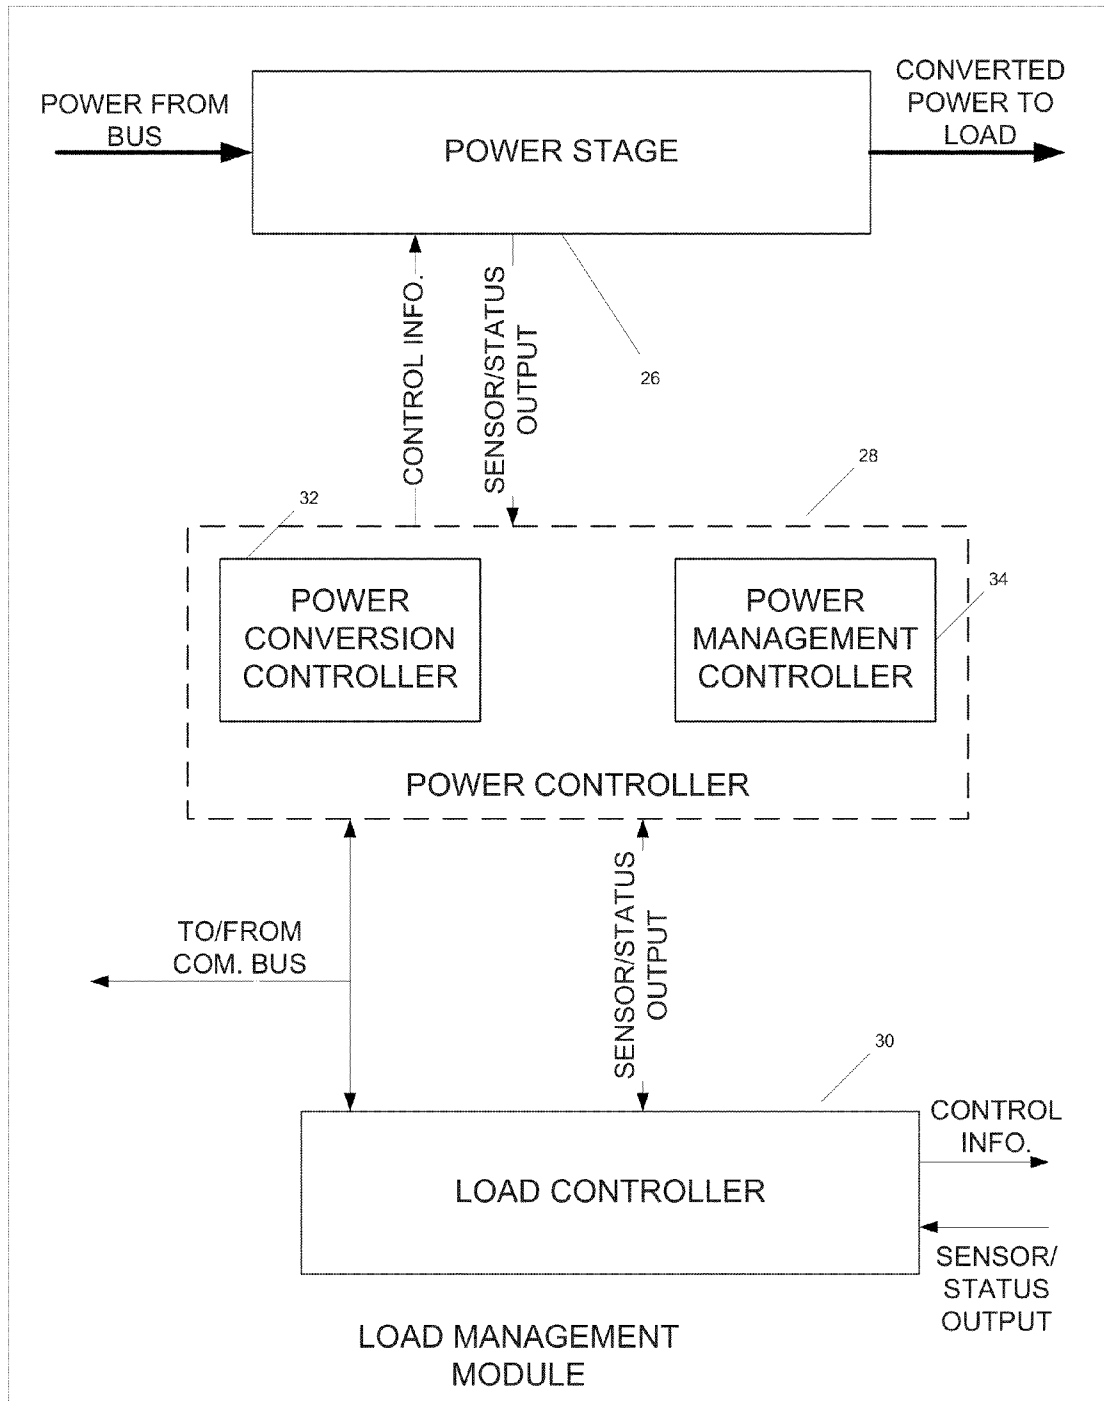 POWER FROM
BUS
POWER STAGE
CONVERTED
POWER TO
LOAD
CONTROL INFO.
SENSOR/STATUS
OUTPUT
26
28
32
POWER
CONVERSION
CONTROLLER
POWER
MANAGEMENT
CONTROLLER
34
POWER CONTROLLER
TO/FROM
COM. BUS
SENSOR/STATUS
OUTPUT
30
LOAD CONTROLLER
CONTROL
INFO.
SENSOR/
STATUS
OUTPUT
LOAD MANAGEMENT
MODULE